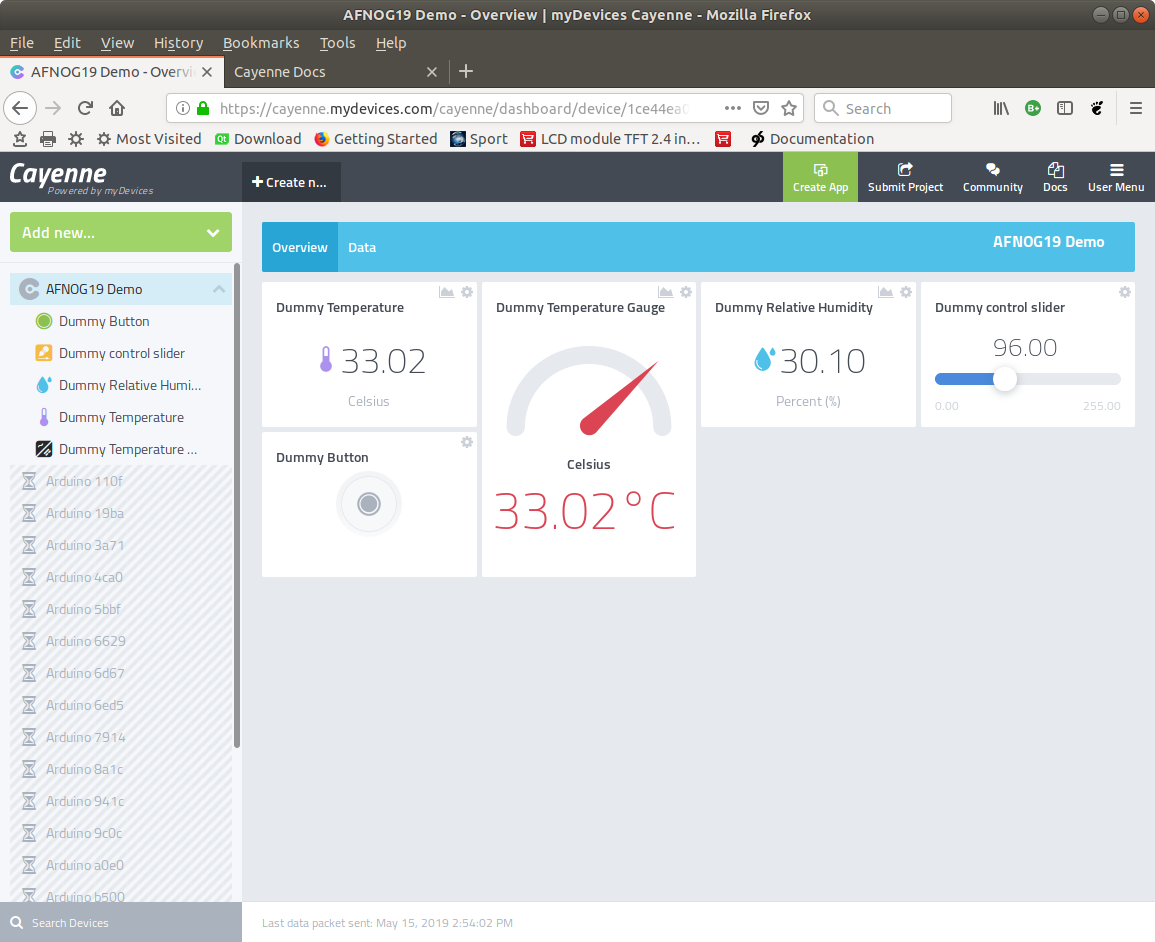 AFNOG19 Demo - Overview | myDevices Cayenne - Mozilla Firefox
File Edit View History Bookmarks Tools Help
AFNOG19 Demo - Overvi
Cayenne Docs
https://cayenne.mydevices.com/cayenne/dashboard/device/1ce44ea
Search
Most Visited
Qt Download
Getting Started
Sport
LCD module TFT 2.4 in...
Documentation
Cayenne
Powered by myDevices
Create n...
Create App
Submit Project
Community
Docs
User Menu
Add new...
AFNOG19 Demo
Dummy Button
Dummy control slider
Dummy Relative Humi...
Dummy Temperature
Dummy Temperature ...
Arduino 110f
Arduino 19ba
Arduino 3a71
Arduino 4ca0
Arduino 5bbf
Arduino 6629
Arduino 6d67
Arduino 6ed5
Arduino 7914
Arduino 8a1c
Arduino 941c
Arduino 9c0c
Arduino a0e0
Arduino b500
Search Devices
Overview
Data
AFNOG19 Demo
Dummy Temperature
33.02
Celsius
Dummy Temperature Gauge
Celsius
33.02°C
Dummy Relative Humidity
30.10
Percent (%)
Dummy control slider
96.00
0.00
255.00
Dummy Button
Last data packet sent: May 15, 2019 2:54:02 PM